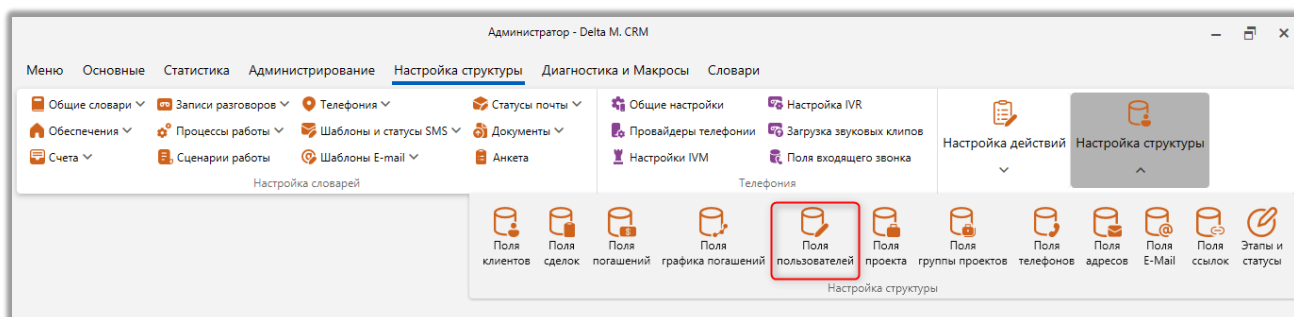 Администратор - Delta M. CRM
Меню Основные Статистика Администрирование Настройка структуры Диагностика и Макросы Словари
Общие словари Записи разговоров Телефония Статусы почты Общие настройки Настройка IVR
Обеспечения Процессы работы Шаблоны и статусы SMS Документы Провайдеры телефонии Загрузка звуковых клипов
Счета Сценарии работы Шаблоны E-mail Анкета Настройки IVM Поля входящего звонка
Настройка действий Настройка структуры
Настройка словарей Телефония
Поля клиентов
Поля сделок
Поля погашений
Поля графика погашений
Поля пользователей
Поля проекта
Поля группы проектов
Поля телефонов
Поля адресов
Поля E-Mail
Поля ссылок
Этапы и статусы
Настройка структуры